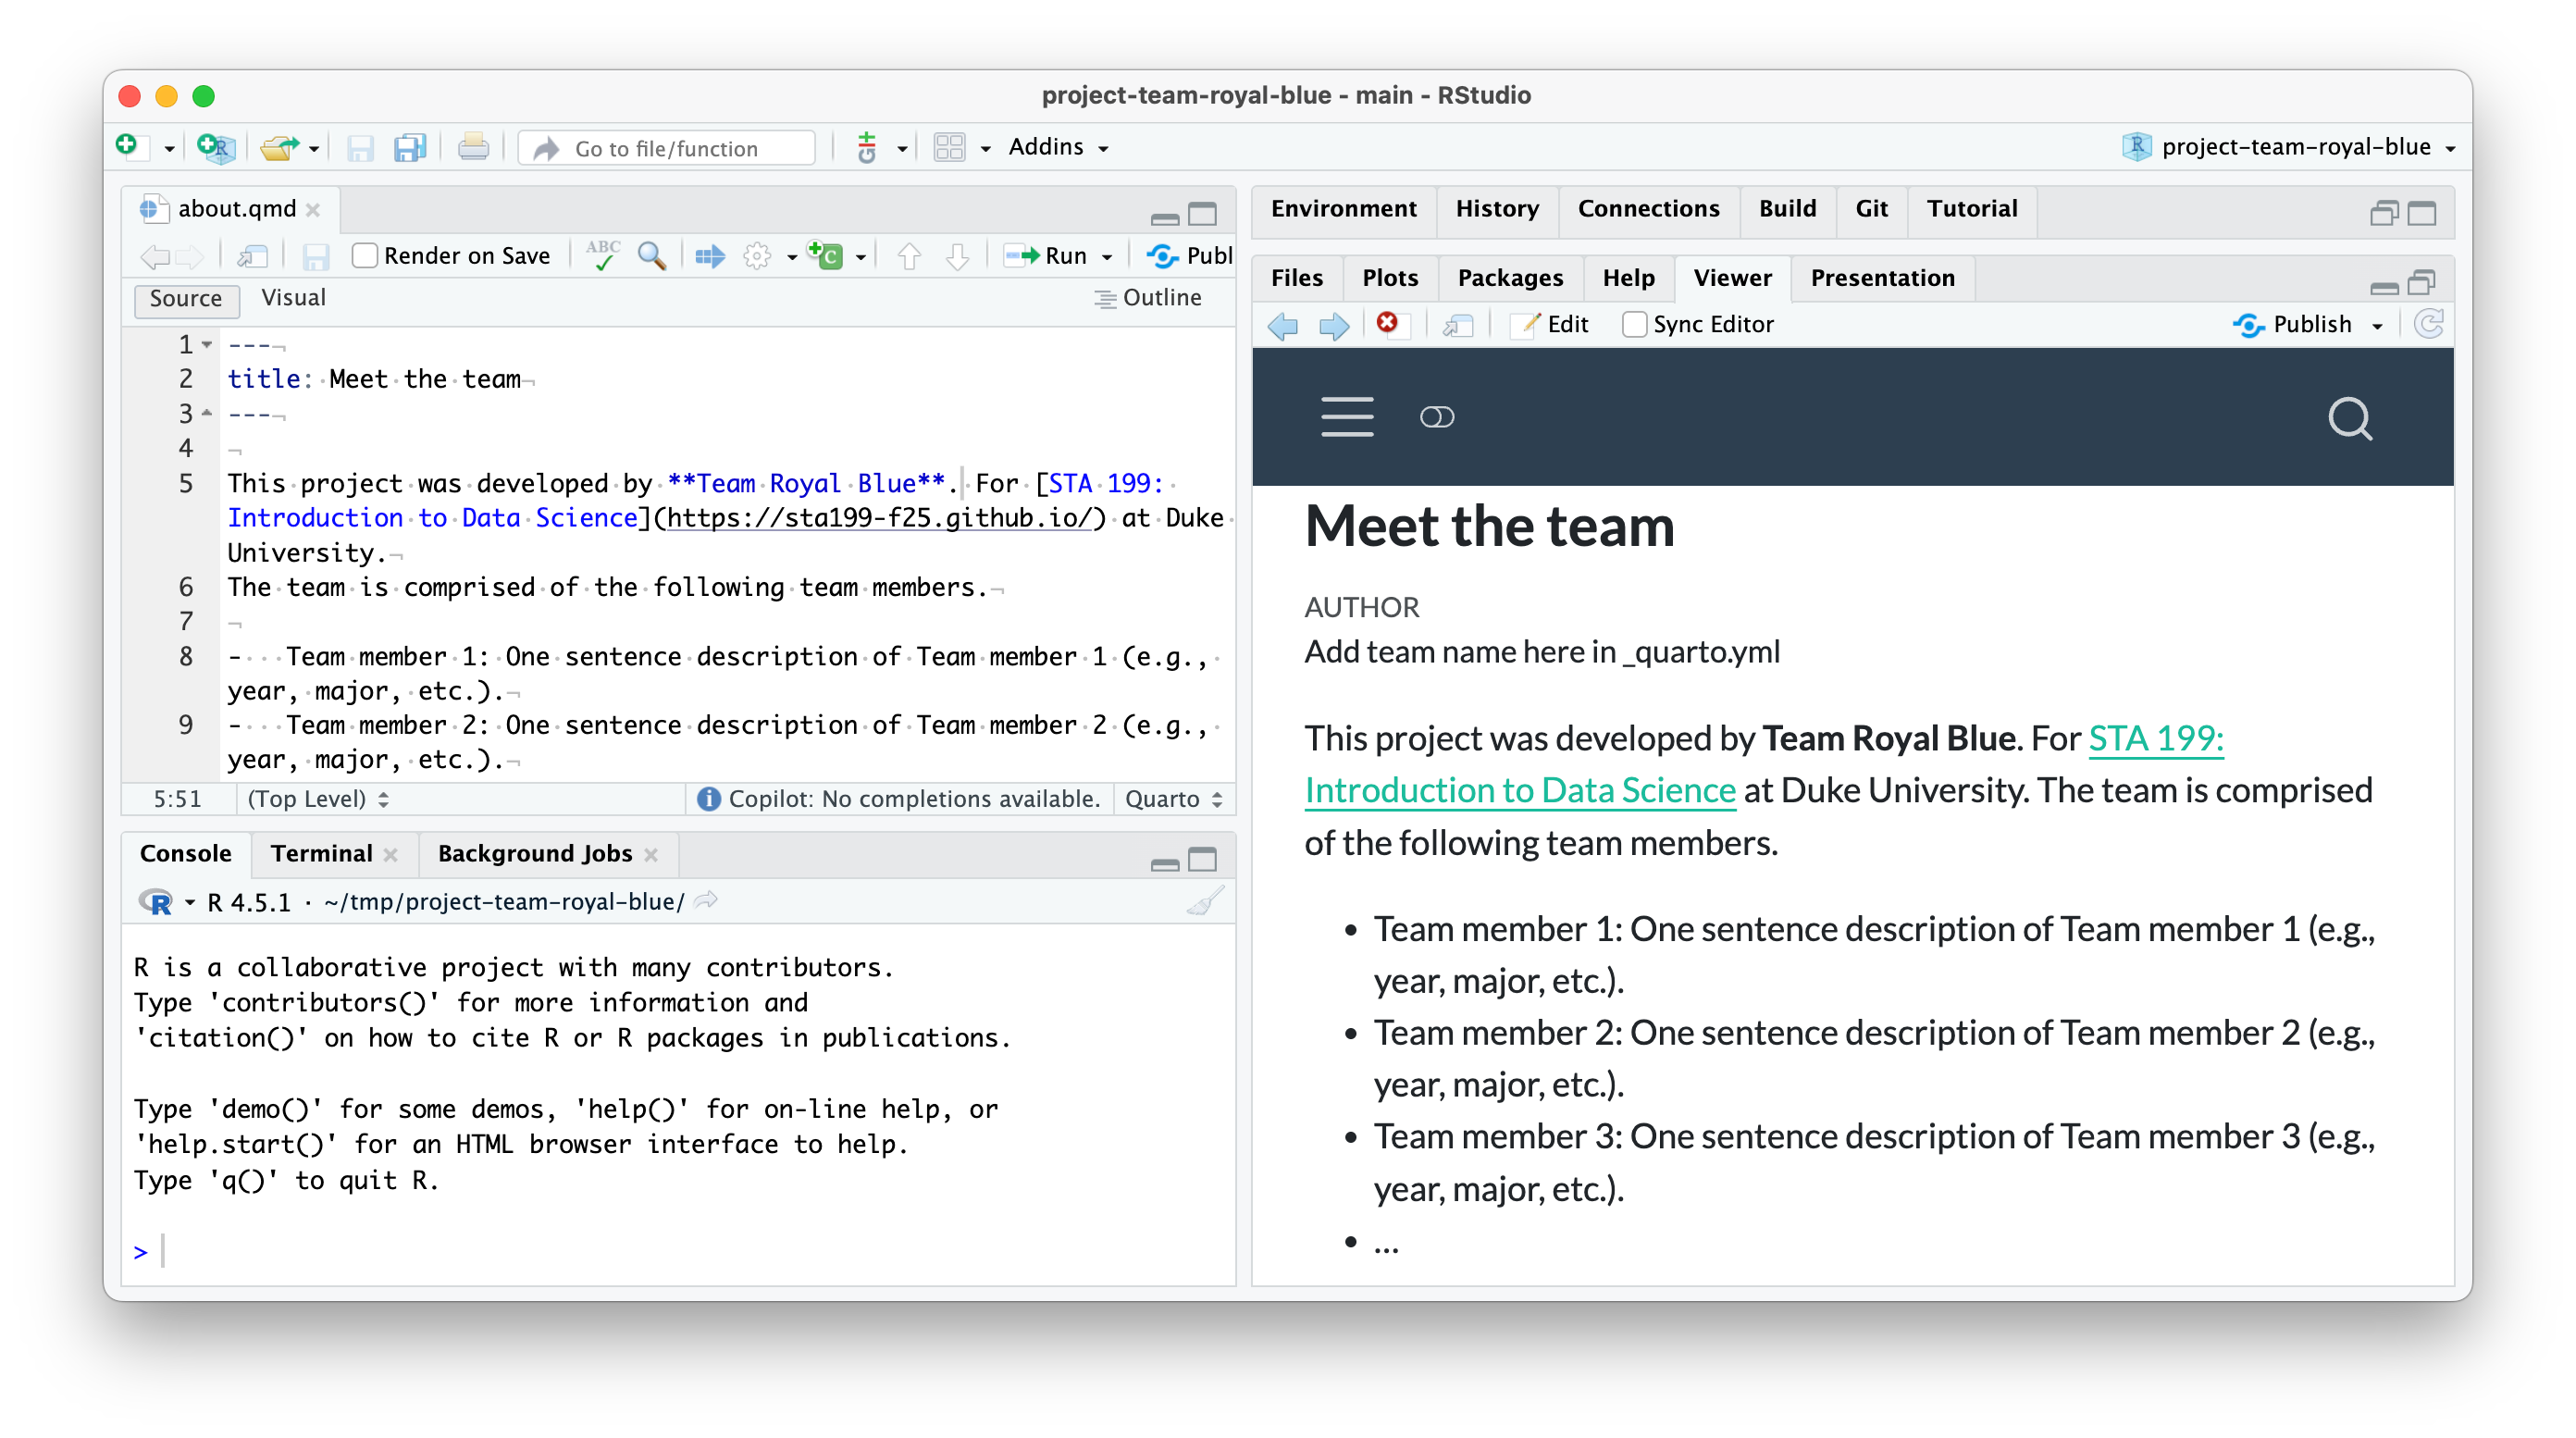 project-team-royal-blue - main - RStudio
Go to file/function
Addins
project-team-royal-blue
about.qmd
Render on Save
ABC
Run
Publ
Source
Visual
Outline
1 ---
2 title: Meet the team
3 ---
4
5 This project was developed by **Team Royal Blue**. For [STA 199:
Introduction to Data Science](https://sta199-f25.github.io/) at Duke
University.
6 The team is comprised of the following team members.
7
8 -   Team member 1: One sentence description of Team member 1 (e.g.,
year, major, etc.).
9 -   Team member 2: One sentence description of Team member 2 (e.g.,
year, major, etc.).
5:51
(Top Level)
Copilot: No completions available.
Quarto
Console
Terminal
Background Jobs
R 4.5.1 · ~/tmp/project-team-royal-blue/
R is a collaborative project with many contributors.
Type 'contributors()' for more information and
'citation()' on how to cite R or R packages in publications.
Type 'demo()' for some demos, 'help()' for on-line help, or
'help.start()' for an HTML browser interface to help.
Type 'q()' to quit R.
>
Environment
History
Connections
Build
Git
Tutorial
Files
Plots
Packages
Help
Viewer
Presentation
Edit
Sync Editor
Publish
Meet the team
AUTHOR
Add team name here in _quarto.yml
This project was developed by Team Royal Blue. For STA 199:
Introduction to Data Science at Duke University. The team is comprised
of the following team members.
• Team member 1: One sentence description of Team member 1 (e.g.,
year, major, etc.).
• Team member 2: One sentence description of Team member 2 (e.g.,
year, major, etc.).
• Team member 3: One sentence description of Team member 3 (e.g.,
year, major, etc.).
• …